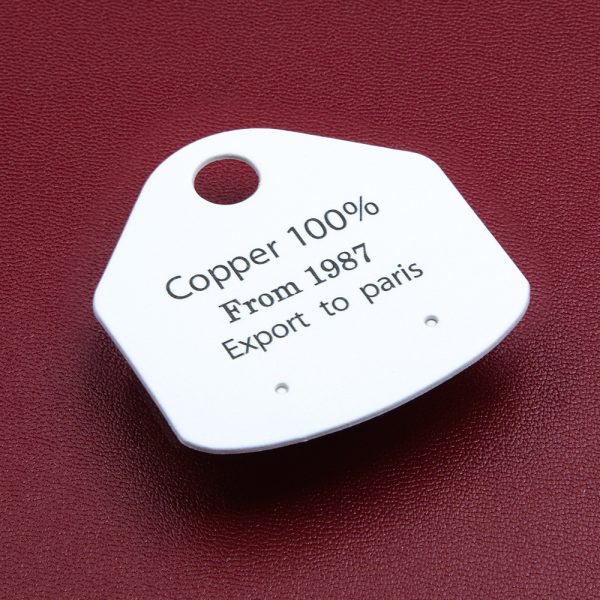 Copper 100%
From 1987
Export to paris